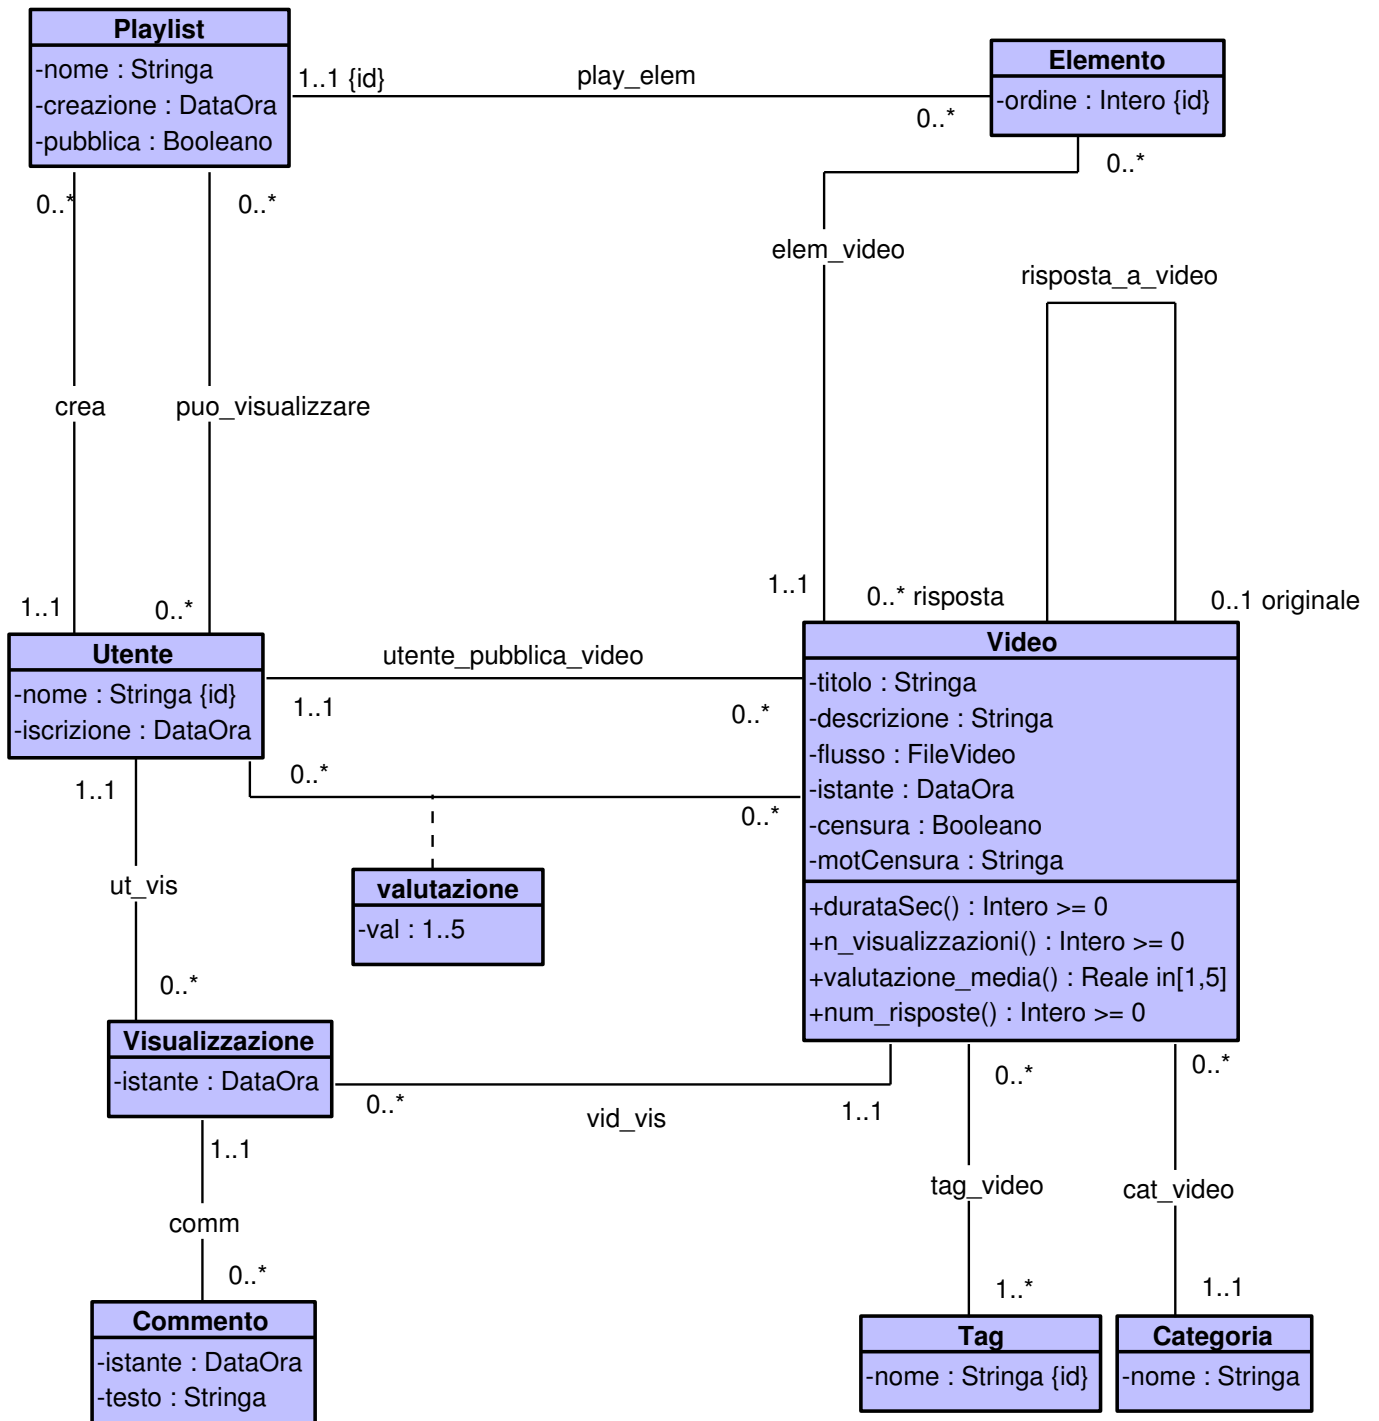 Playlist
-nome : Stringa
-creazione : DataOra
-pubblica : Booleano
1..1 {id}
play_elem
0..*
Elemento
-ordine : Intero {id}
0..*
0..*
0..*
elem_video
risposta_a_video
crea
puo_visualizzare
1..1
0..*
1..1
0..* risposta
0..1 originale
Utente
-nome : Stringa {id}
-iscrizione : DataOra
utente_pubblica_video
1..1
0..*
Video
-titolo : Stringa
-descrizione : Stringa
-flusso : FileVideo
-istante : DataOra
-censura : Booleano
-motCensura : Stringa
+durataSec() : Intero >= 0
+n_visualizzazioni() : Intero >= 0
+valutazione_media() : Reale in[1,5]
+num_risposte() : Intero >= 0
1..1
0..*
0..*
valutazione
-val : 1..5
ut_vis
0..*
Visualizzazione
-istante : DataOra
0..*
vid_vis
1..1
0..*
0..*
1..1
comm
0..*
tag_video
cat_video
1..*
1..1
Commento
-istante : DataOra
-testo : Stringa
Tag
-nome : Stringa {id}
Categoria
-nome : Stringa